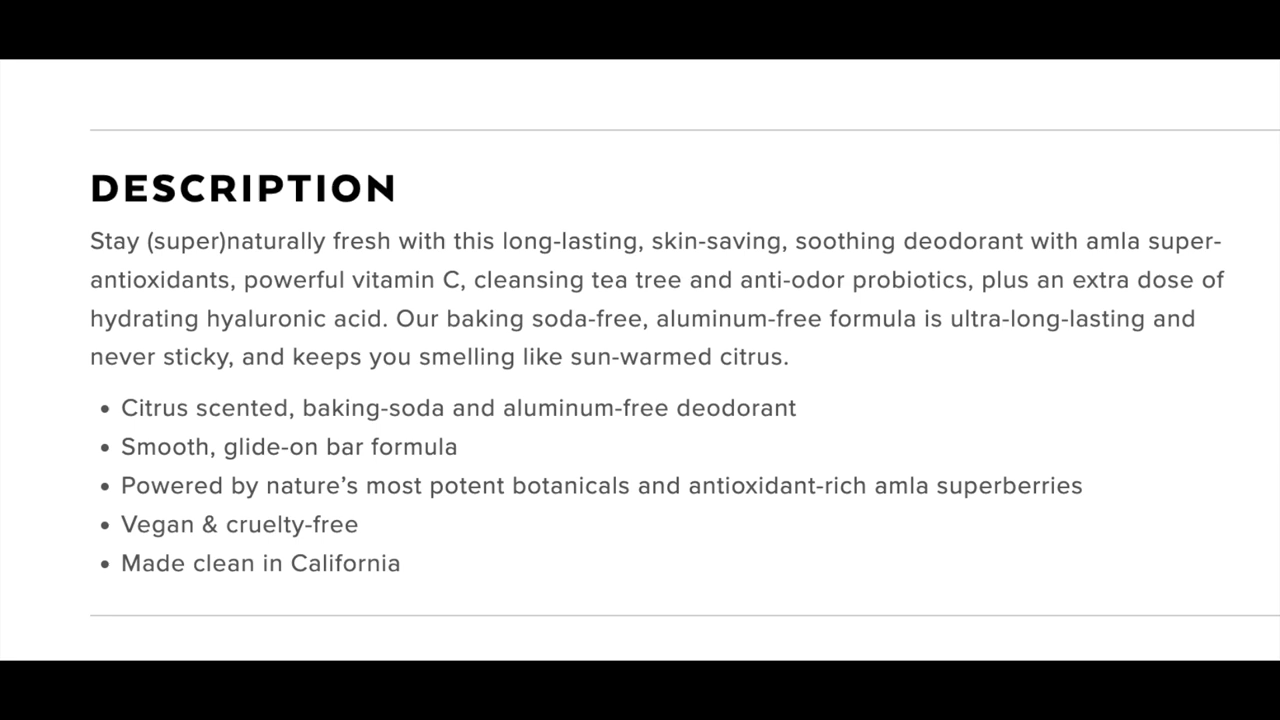 DESCRIPTION
Stay (super)naturally fresh with this long-lasting, skin-saving, soothing deodorant with amla super-
antioxidants, powerful vitamin C, cleansing tea tree and anti-odor probiotics, plus an extra dose of
hydrating hyaluronic acid. Our baking soda-free, aluminum-free formula is ultra-long-lasting and
never sticky, and keeps you smelling like sun-warmed citrus.
• Citrus scented, baking-soda and aluminum-free deodorant
• Smooth, glide-on bar formula
• Powered by nature’s most potent botanicals and antioxidant-rich amla superberries
• Vegan & cruelty-free
• Made clean in California